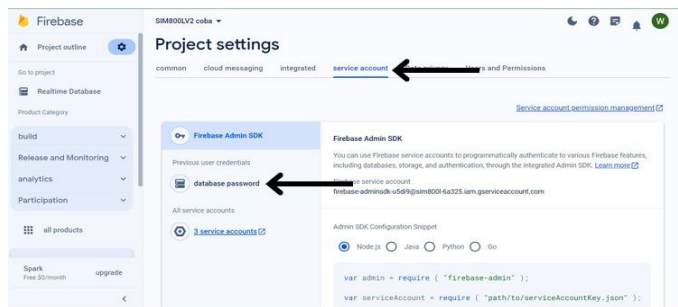 Firebase
SIM800LV2 coba
W
Project outline
Project settings
Go to project
common cloud messaging integrated service account Data privacy Users and Permissions
Realtime Database
Product Category
Service account permission management
build
Release and Monitoring
analytics
Participation
all products
Spark
Free $0/month
upgrade
Firebase Admin SDK
Previous user credentials
database password
All service accounts
3 service accounts
Firebase Admin SDK
You can use Firebase service accounts to programmatically authenticate to various Firebase features,
including databases, storage, and authentication, through the integrated Admin SDK. Learn more
Firebase service account
firebase-adminsdk-u5di9@sim800l-6a325.iam.gserviceaccount.com
Admin SDK Configuration Snippet
Node.js Java Python Go
var admin = require ( "firebase-admin" );
var serviceAccount = require ( "path/to/serviceAccountKey.json" );